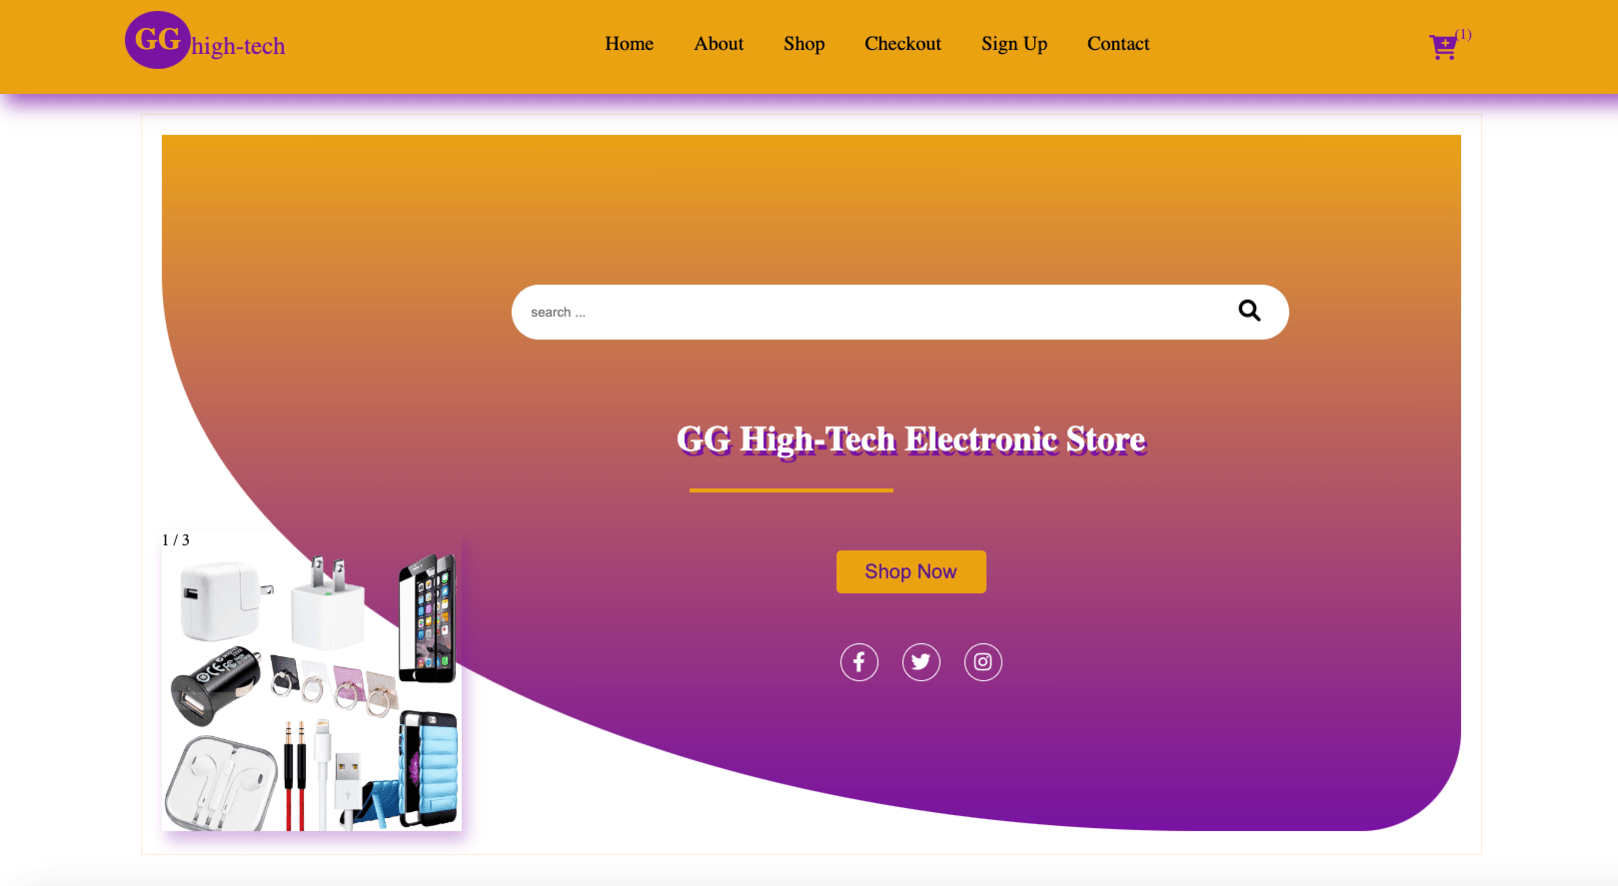 GG high-tech
Home About Shop Checkout Sign Up Contact
(1)
search ...
GG High-Tech Electronic Store
1 / 3
Shop Now